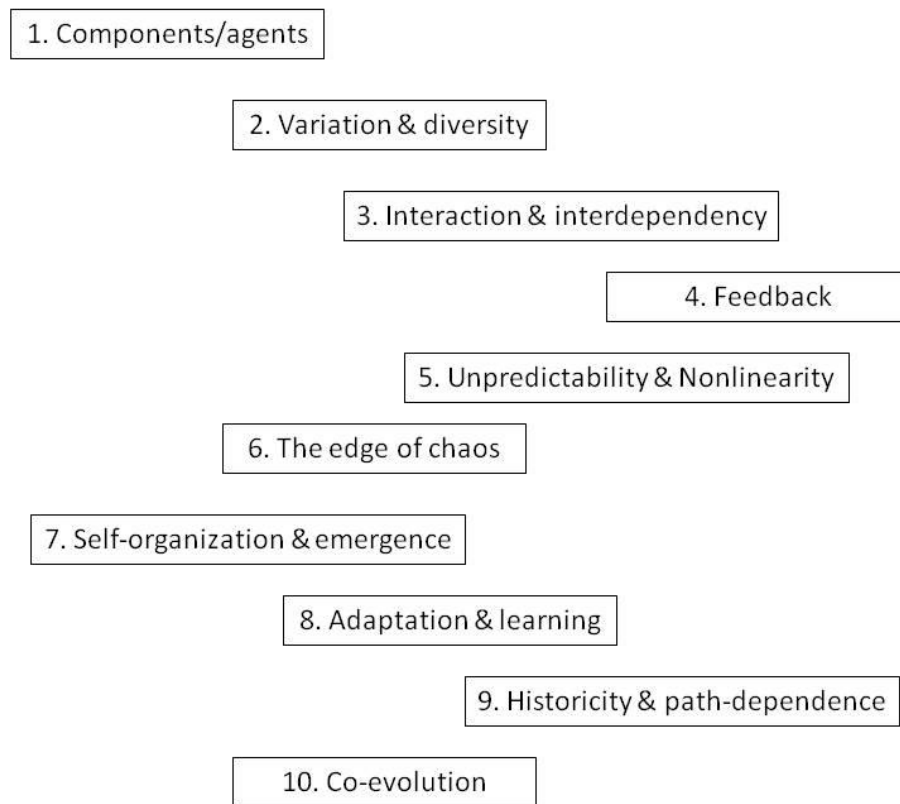 1. Components/agents
2. Variation & diversity
3. Interaction & interdependency
4. Feedback
5. Unpredictability & Nonlinearity
6. The edge of chaos
7. Self-organization & emergence
8. Adaptation & learning
9. Historicity & path-dependence
10. Co-evolution